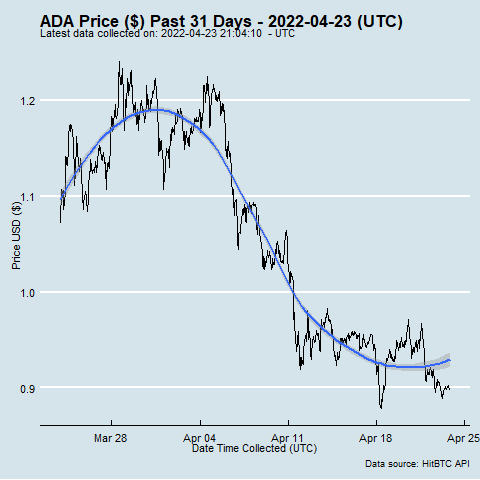 ADA Price ($) Past 31 Days - 2022-04-23 (UTC)
Latest data collected on: 2022-04-23 21:04:10 - UTC
Price USD ($)
1.2
1.1
1.0
0.9
Mar 28
Apr 04
Apr 11
Apr 18
Apr 25
Date Time Collected (UTC)
Data source: HitBTC API